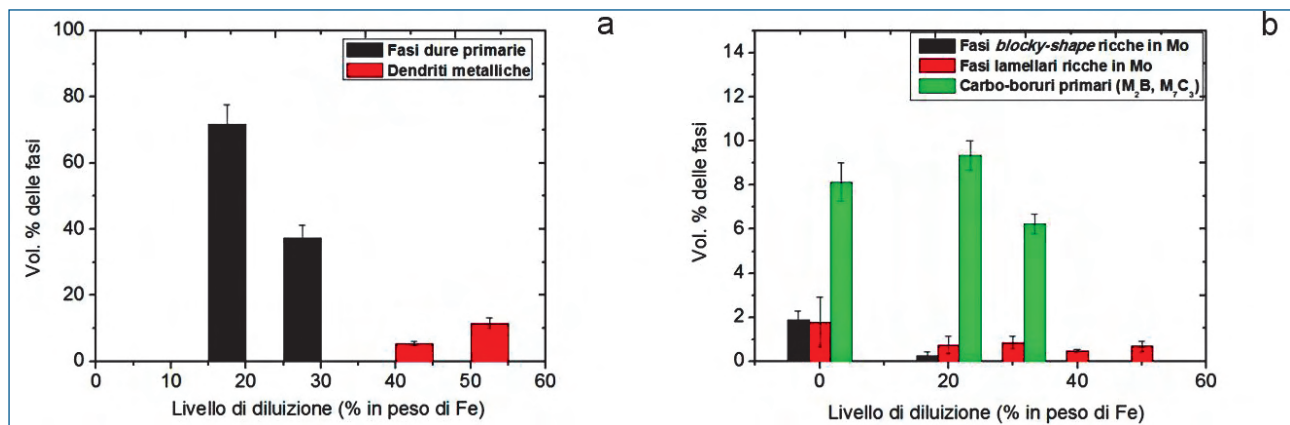 a
100
80
60
40
20
0
Vol. % delle fasi
Fasi dure primarie
Dendriti metalliche
0 10 20 30 40 50 60
Livello di diluizione (% in peso di Fe)
b
14
12
10
8
6
4
2
0
Vol. % delle fasi
Fasi blocky-shape ricche in Mo
Fasi lamellari ricche in Mo
Carbo-boruri primari (M₂B, M₇C₃)
0 20 40 60
Livello di diluizione (% in peso di Fe)